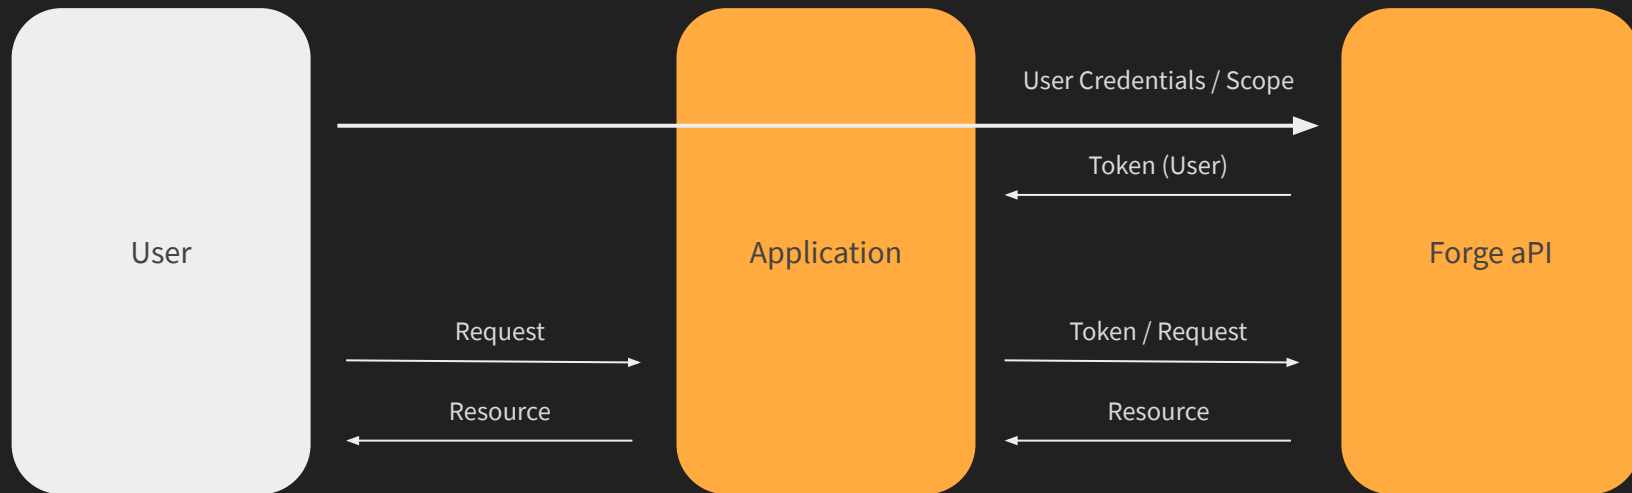 User Credentials / Scope
Token (User)
User
Application
Forge aPI
Request
Token / Request
Resource
Resource